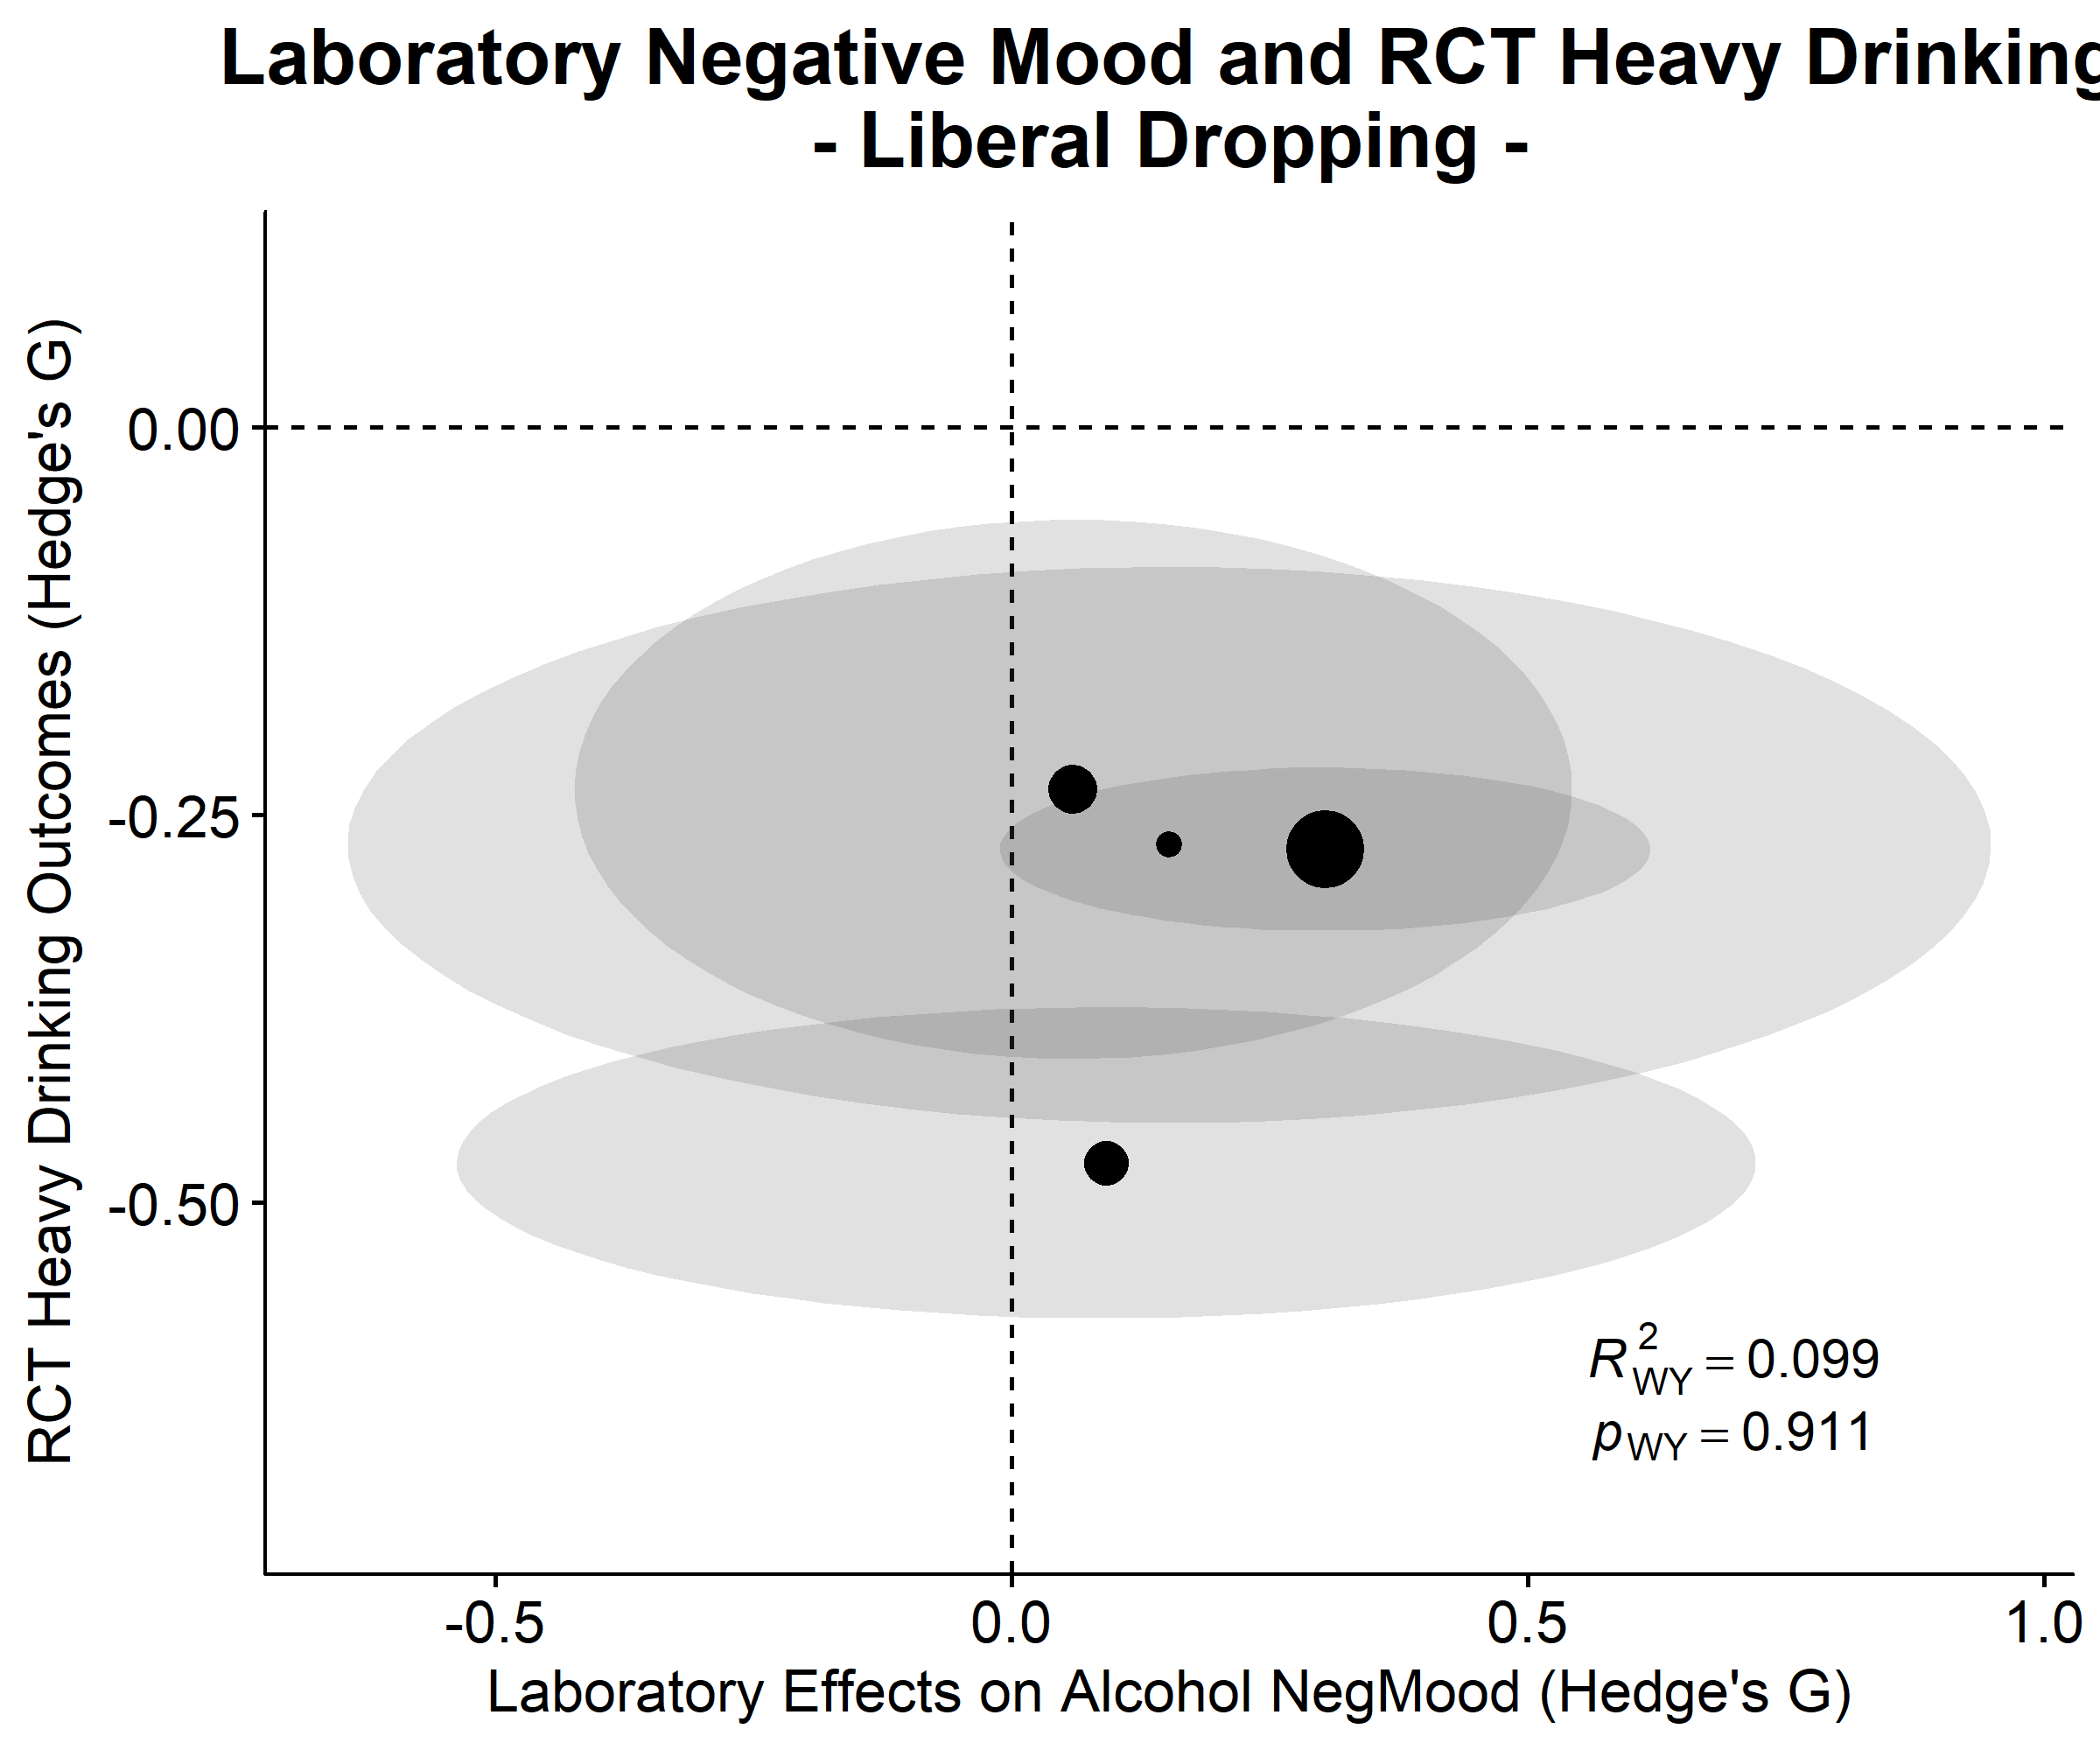 Laboratory Negative Mood and RCT Heavy Drinking
- Liberal Dropping -
RCT Heavy Drinking Outcomes (Hedge's G)
0.00
-0.25
-0.50
R²WY = 0.099
pWY = 0.911
-0.5
0.0
0.5
1.0
Laboratory Effects on Alcohol NegMood (Hedge's G)